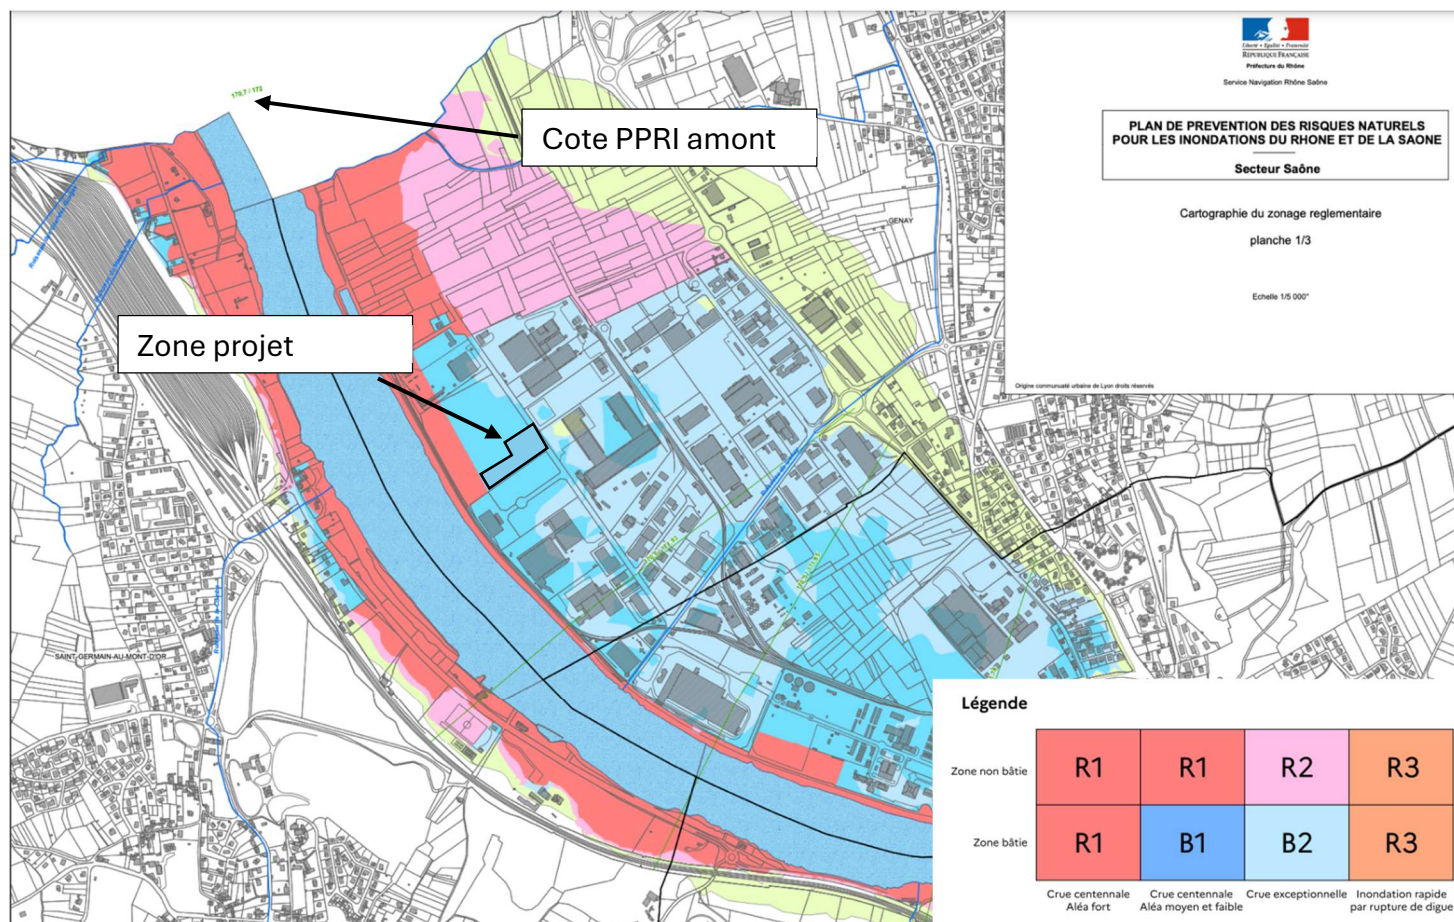 Liberté • Égalité • Fraternité
RÉPUBLIQUE FRANÇAISE
Préfecture du Rhône
Service Navigation Rhône Saône
PLAN DE PREVENTION DES RISQUES NATURELS
POUR LES INONDATIONS DU RHONE ET DE LA SAONE
Secteur Saône
Cartographie du zonage reglementaire
planche 1/3
Echelle 1/5 000°
Origine communauté urbaine de Lyon droits réservés
170,7 / 172
Cote PPRI amont
GENAY
Zone projet
SAINT-GERMAIN-AU-MONT-D'OR
Légende
Zone non bâtie
R1
R1
R2
R3
Zone bâtie
R1
B1
B2
R3
Crue centennale
Aléa fort
Crue centennale
Aléa moyen et faible
Crue exceptionnelle
Inondation rapide
par rupture de digue